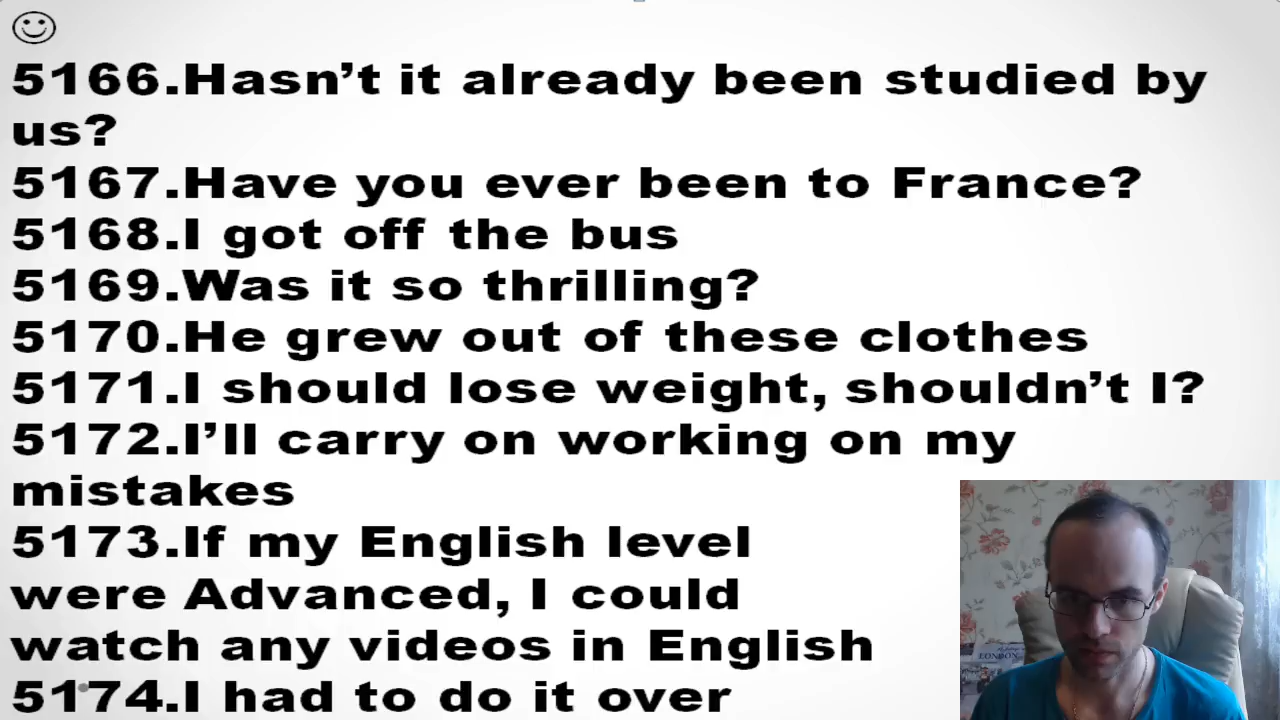 5166.Hasn’t it already been studied by
us?
5167.Have you ever been to France?
5168.I got off the bus
5169.Was it so thrilling?
5170.He grew out of these clothes
5171.I should lose weight, shouldn’t I?
5172.I’ll carry on working on my
mistakes
5173.If my English level
were Advanced, I could
watch any videos in English
LONDON
5174.I had to do it over